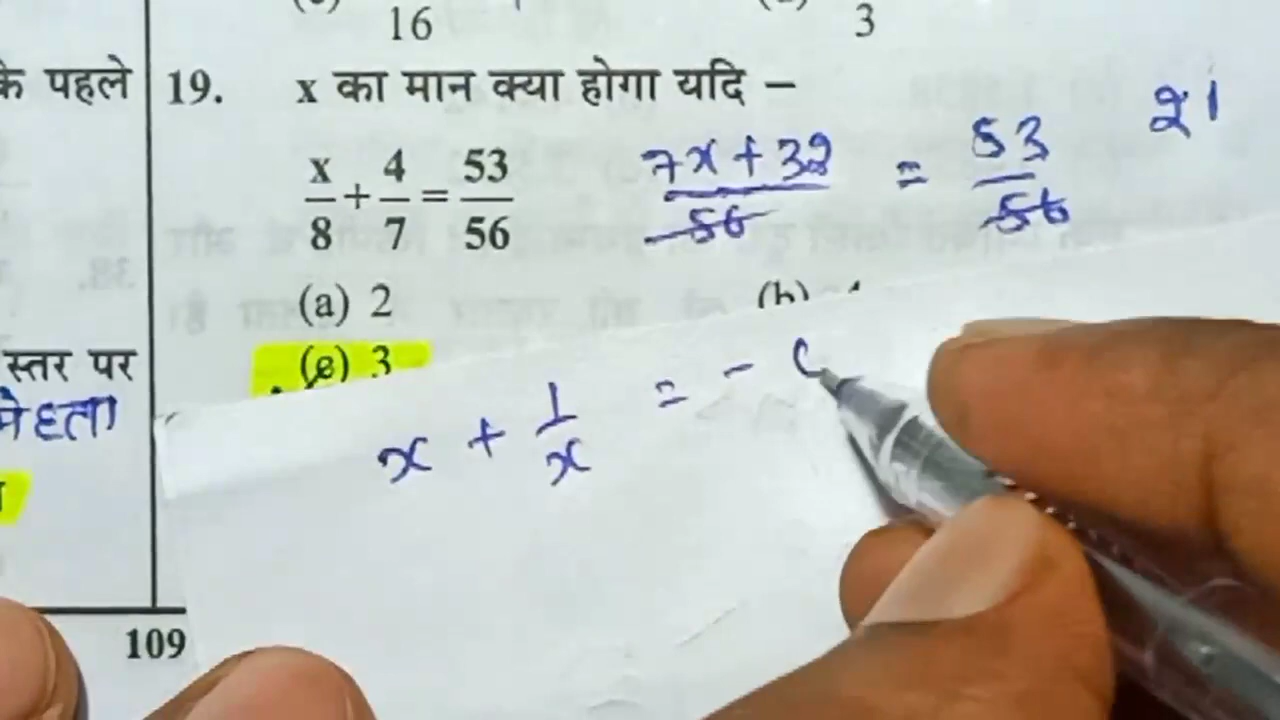 16
3
के पहले
19. x का मान क्या होगा यदि –
21
x/8 + 4/7 = 53/56
7x + 32/56 = 53/56
(a) 2
(b)
स्तर पर
(c) 3
मेहता
x + 1/x = -
109